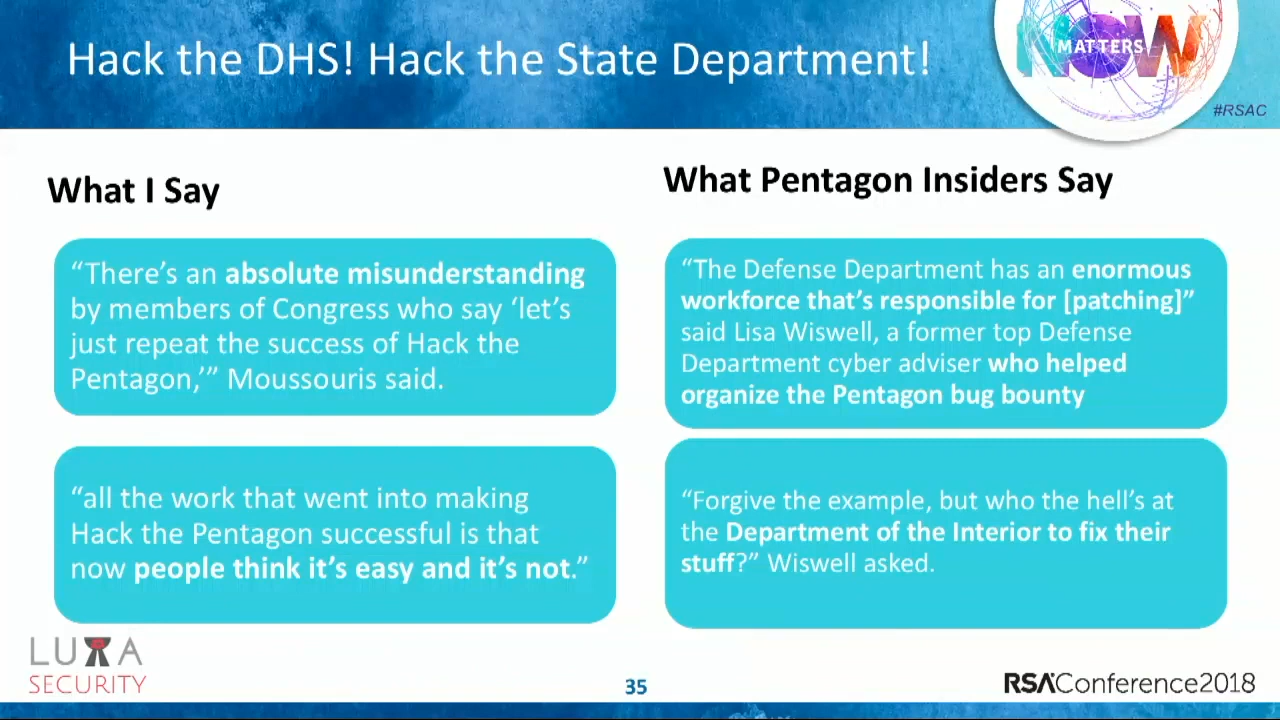 Hack the DHS! Hack the State Department!
NOW
MATTERS
#RSAC
What I Say
“There’s an absolute misunderstanding
by members of Congress who say ‘let’s
just repeat the success of Hack the
Pentagon,’” Moussouris said.
“all the work that went into making
Hack the Pentagon successful is that
now people think it’s easy and it’s not.”
What Pentagon Insiders Say
“The Defense Department has an enormous
workforce that’s responsible for [patching]”
said Lisa Wiswell, a former top Defense
Department cyber adviser who helped
organize the Pentagon bug bounty
“Forgive the example, but who the hell’s at
the Department of the Interior to fix their
stuff?” Wiswell asked.
LUTA
SECURITY
35
RSAConference2018